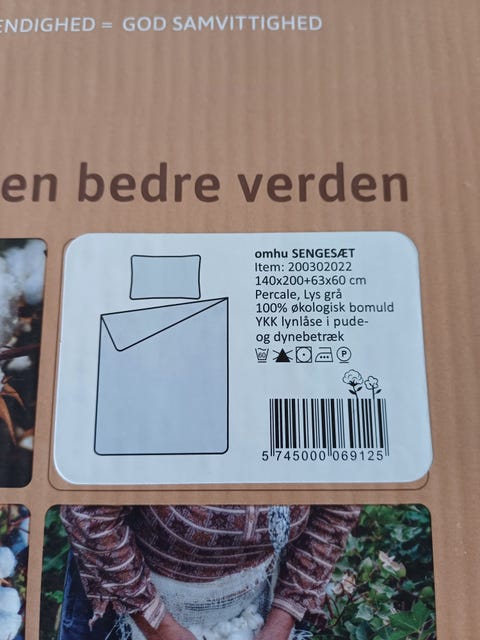 = GOD SAMVITTIGHED
en bedre verden
omhu SENGESÆT
Item: 200302022
140x200+63x60 cm
Percale, Lys grå
100% økologisk bomuld
YKK lynlåse i pude-
og dynebetræk
60 P
5 745000 069125